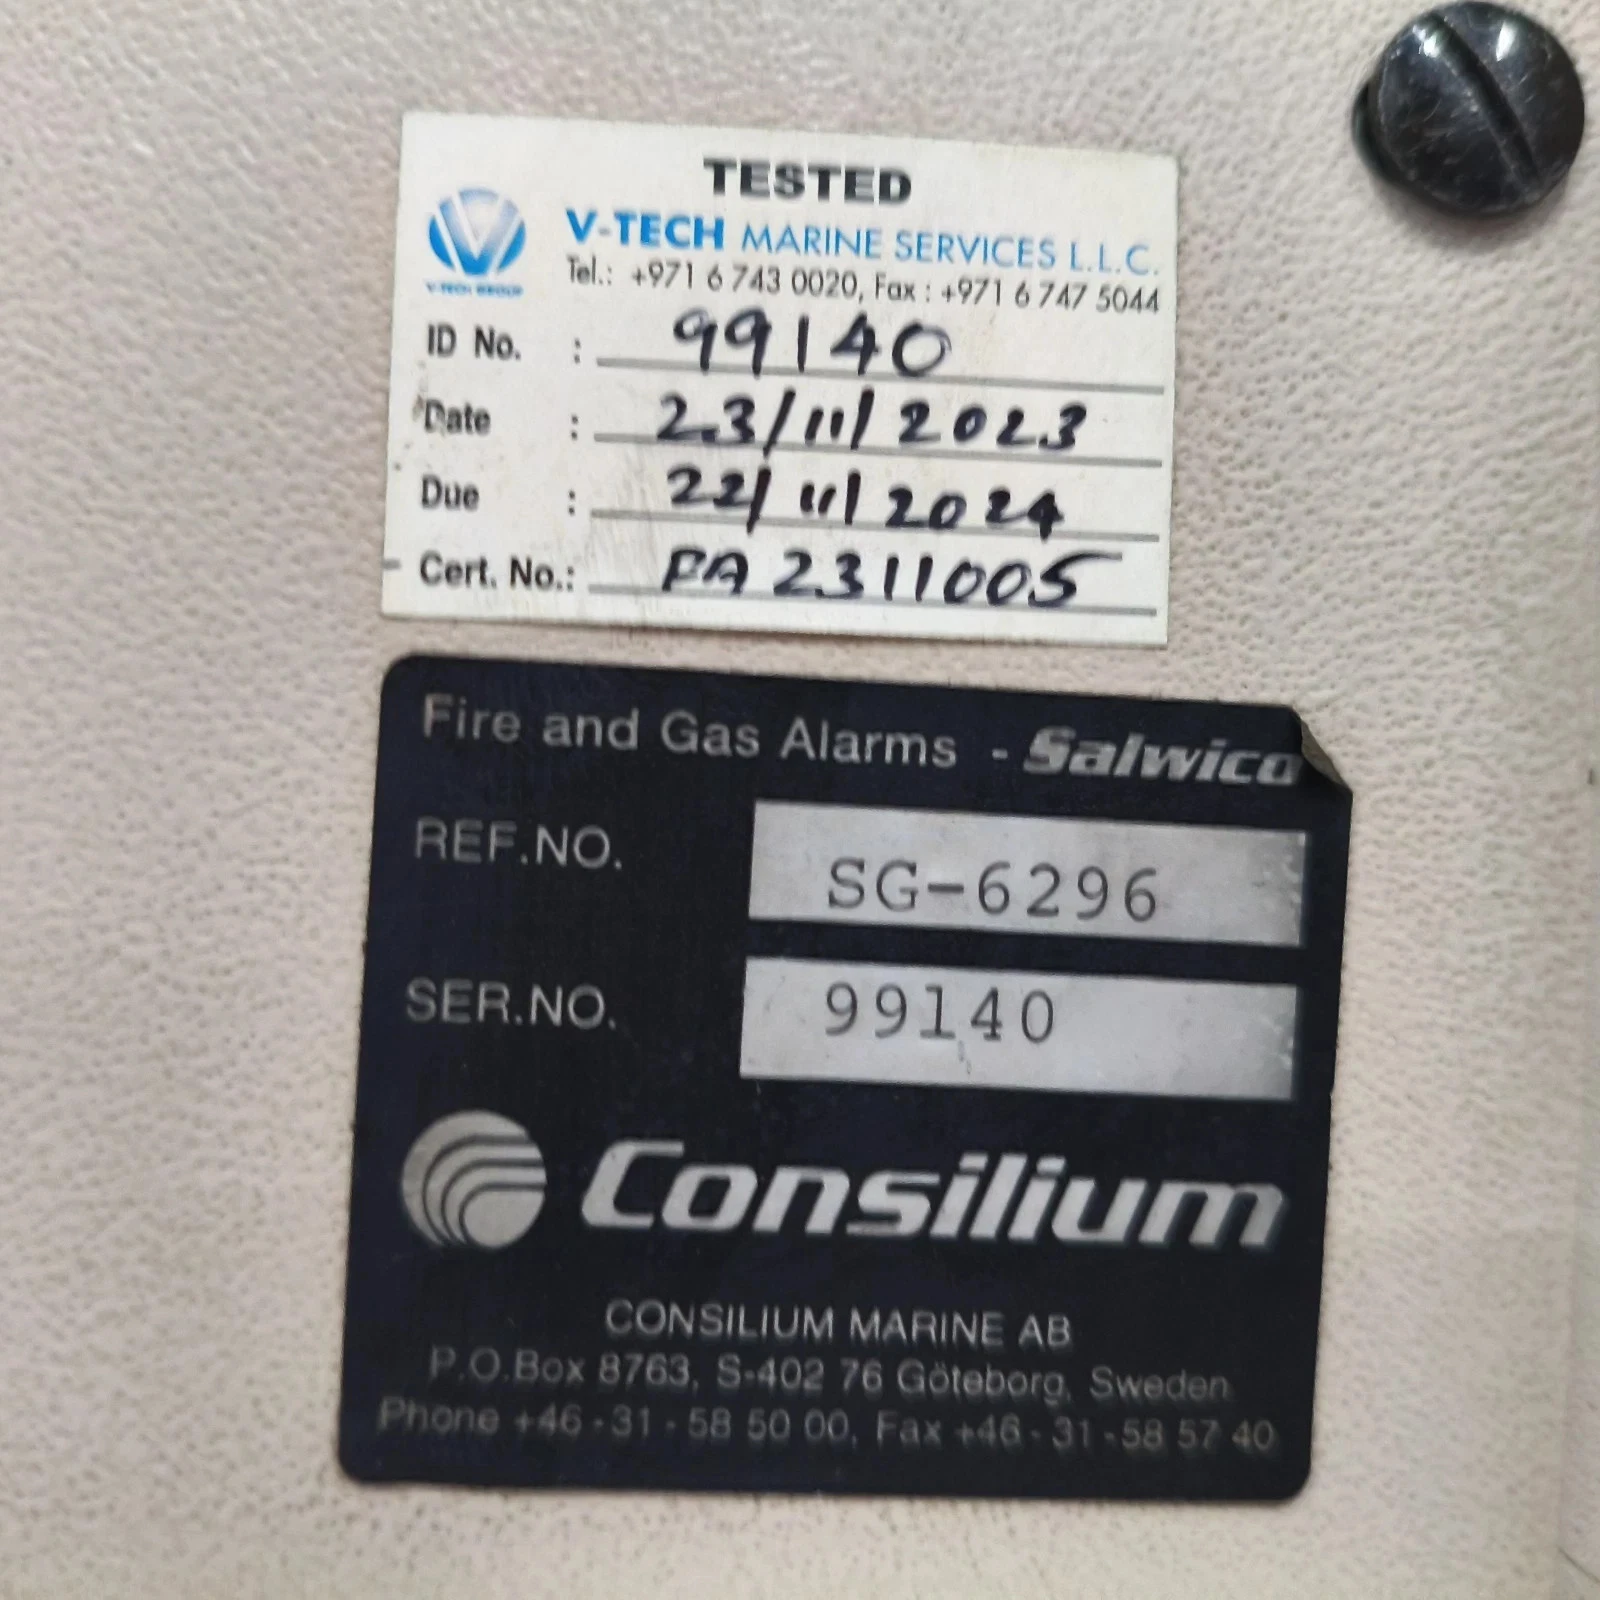 TESTED
V-TECH MARINE SERVICES L.L.C.
V-TECH GROUP
Tel.: +971 6 743 0020, Fax : +971 6 747 5044
ID No. : 99140
Date : 23/11/2023
Due : 22/11/2024
Cert. No.: FA 2311005
Fire and Gas Alarms - Salwico
REF.NO. SG-6296
SER.NO. 99140
Consilium
CONSILIUM MARINE AB
P.O.Box 8763, S-402 76 Göteborg, Sweden
Phone +46-31-58 50 00, Fax +46-31-58 57 40